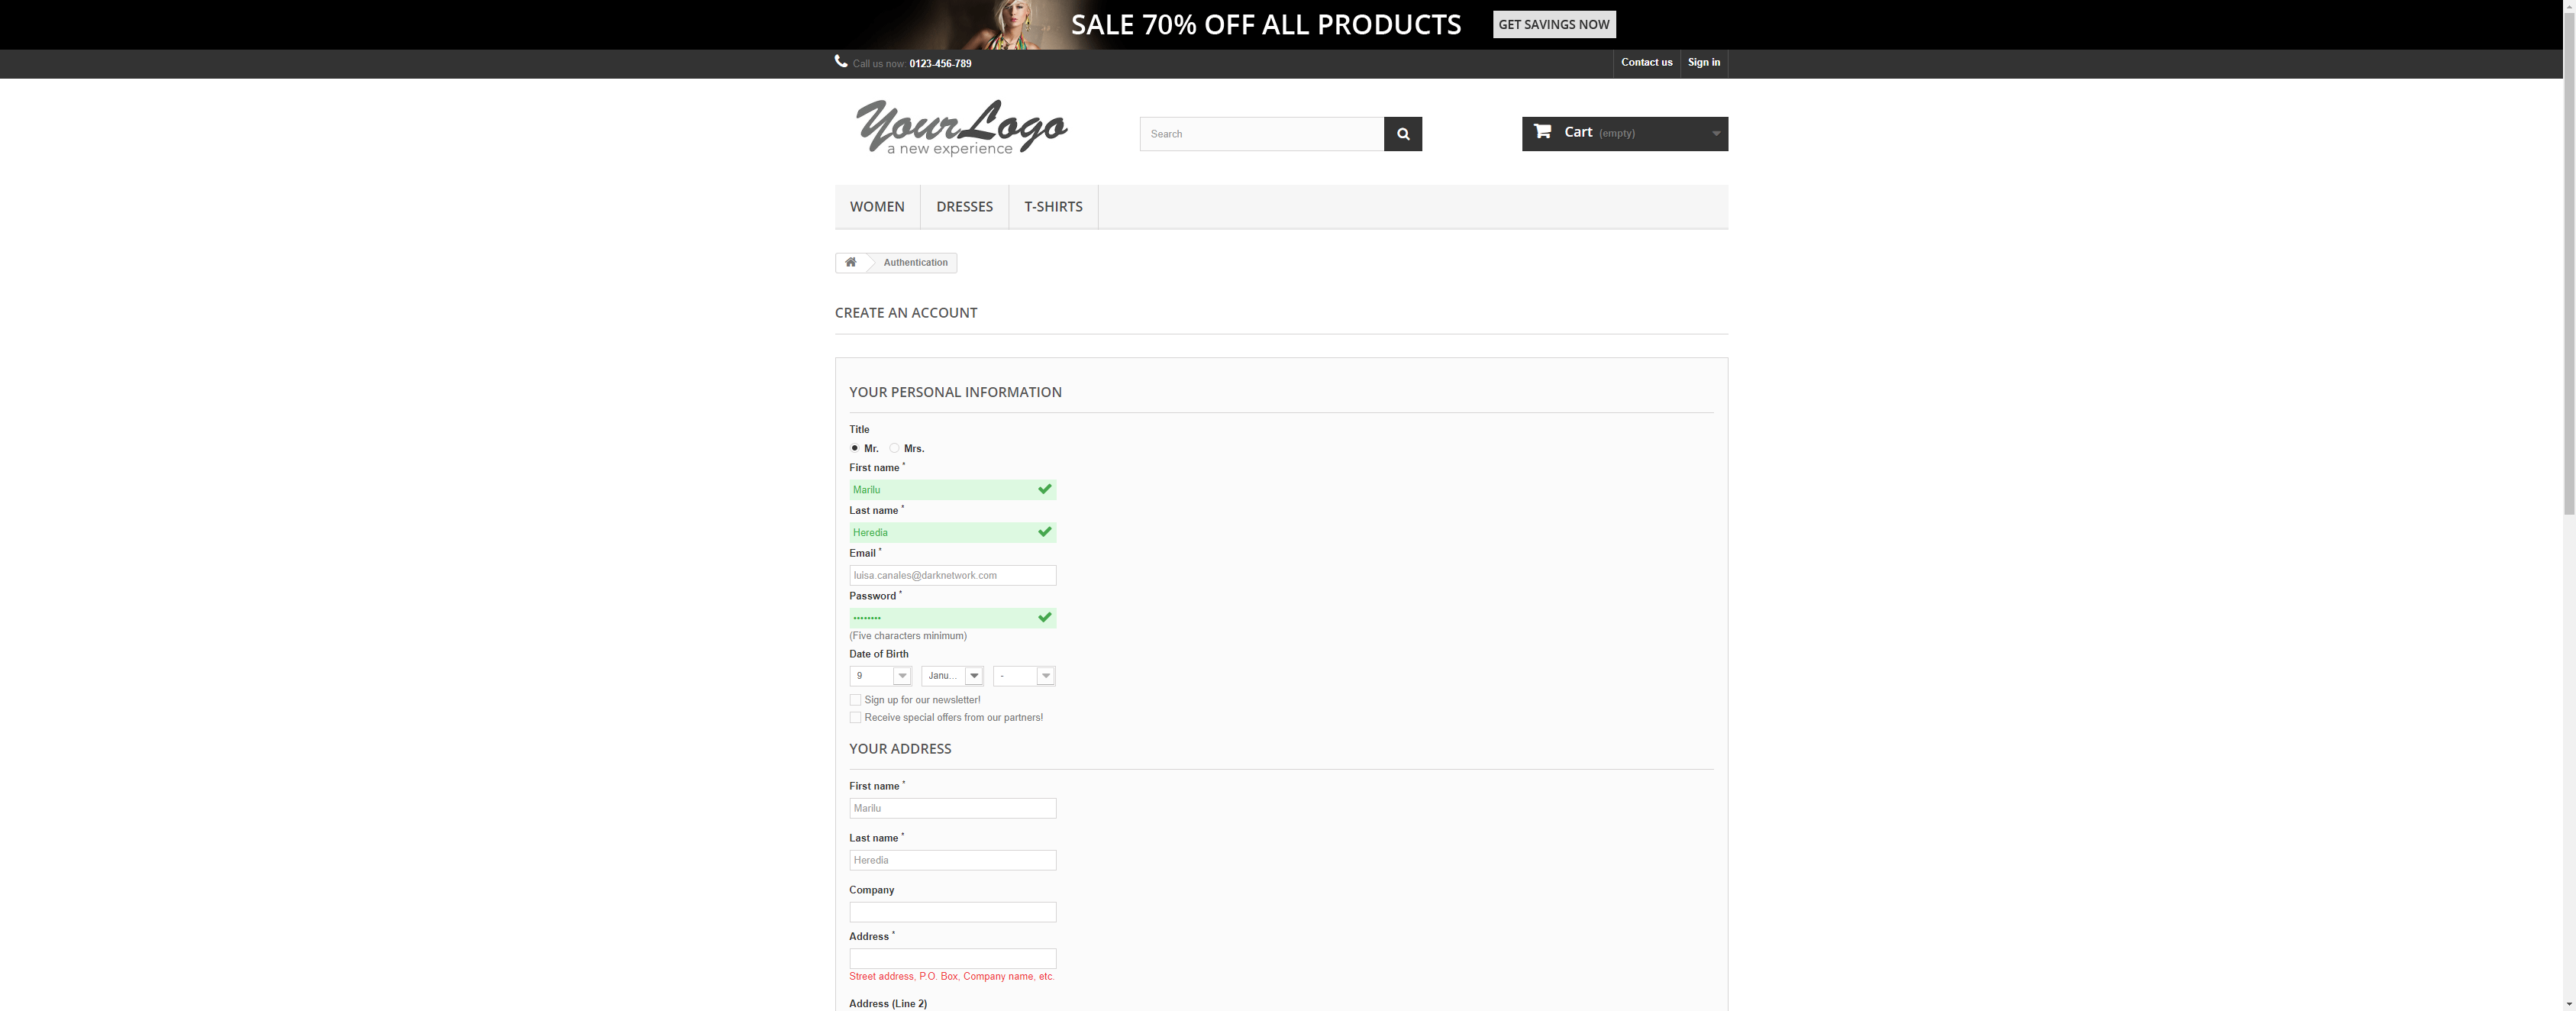 SALE 70% OFF ALL PRODUCTS GET SAVINGS NOW
Call us now: 0123-456-789 Contact us Sign in
Your Logo
a new experience
Search
Cart (empty)
WOMEN DRESSES T-SHIRTS
Authentication
CREATE AN ACCOUNT
YOUR PERSONAL INFORMATION
Title
Mr. Mrs.
First name *
Marilu
Last name *
Heredia
Email *
luisa.canales@darknetwork.com
Password *
••••••••
(Five characters minimum)
Date of Birth
9 Janu... -
Sign up for our newsletter!
Receive special offers from our partners!
YOUR ADDRESS
First name *
Marilu
Last name *
Heredia
Company
Address *
Street address, P.O. Box, Company name, etc.
Address (Line 2)